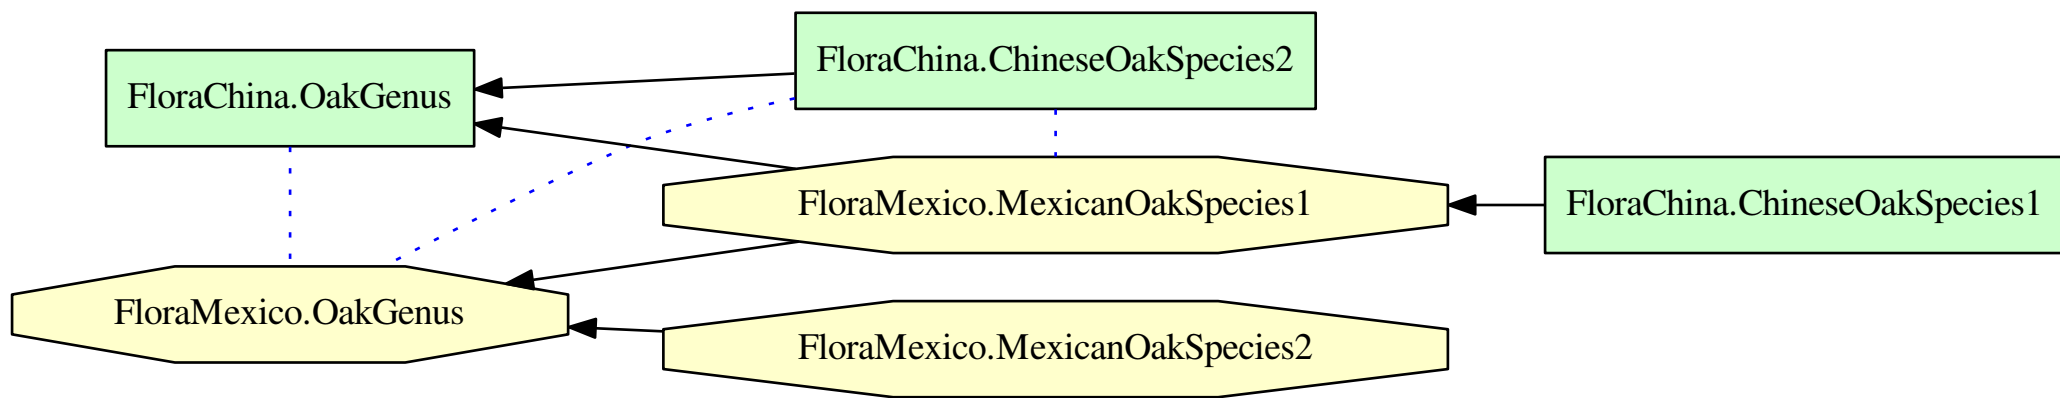 FloraChina.ChineseOakSpecies2
FloraChina.OakGenus
FloraMexico.MexicanOakSpecies1
FloraChina.ChineseOakSpecies1
FloraMexico.OakGenus
FloraMexico.MexicanOakSpecies2